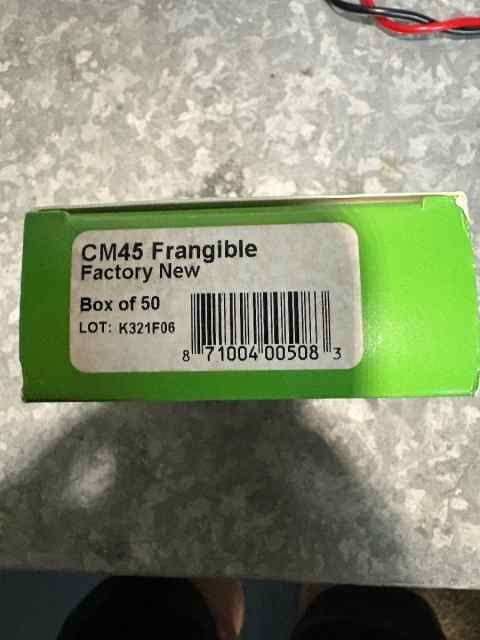 CM45 Frangible
Factory New
Box of 50
LOT: K321F06
8 71004 00508 3